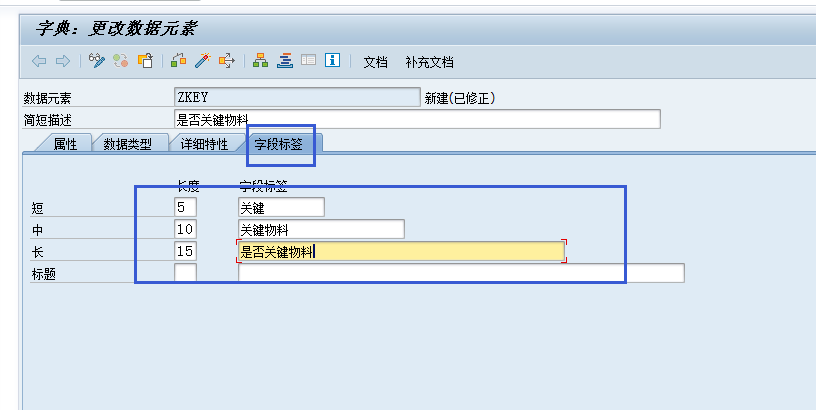 字典：更改数据元素
文档 补充文档
数据元素 ZKEY 新建(已修正)
简短描述 是否关键物料
属性 数据类型 详细特性 字段标签
长度 字段标签
短 5 关键
中 10 关键物料
长 15 是否关键物料
标题